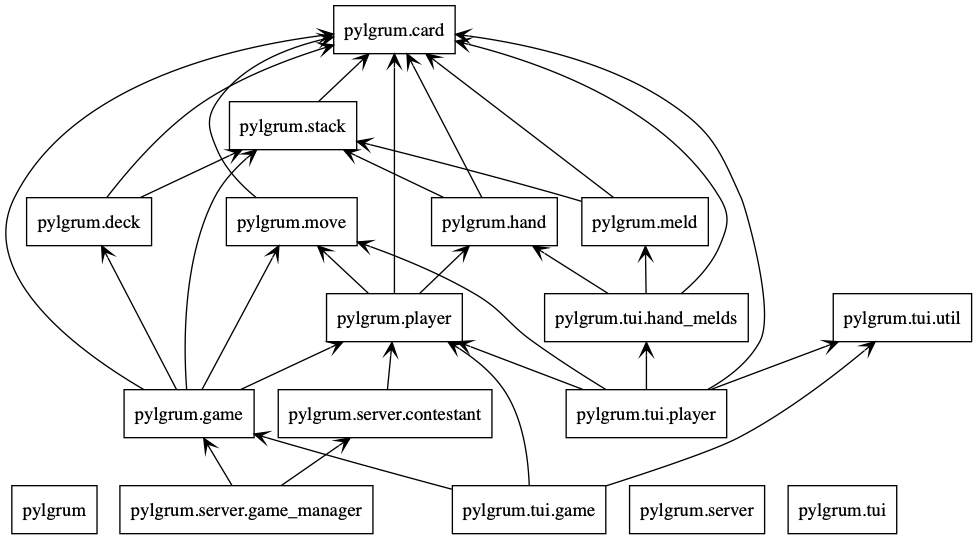 pylgrum.card
pylgrum.stack
pylgrum.deck
pylgrum.move
pylgrum.hand
pylgrum.meld
pylgrum.player
pylgrum.tui.hand_melds
pylgrum.tui.util
pylgrum.game
pylgrum.server.contestant
pylgrum.tui.player
pylgrum
pylgrum.server.game_manager
pylgrum.tui.game
pylgrum.server
pylgrum.tui